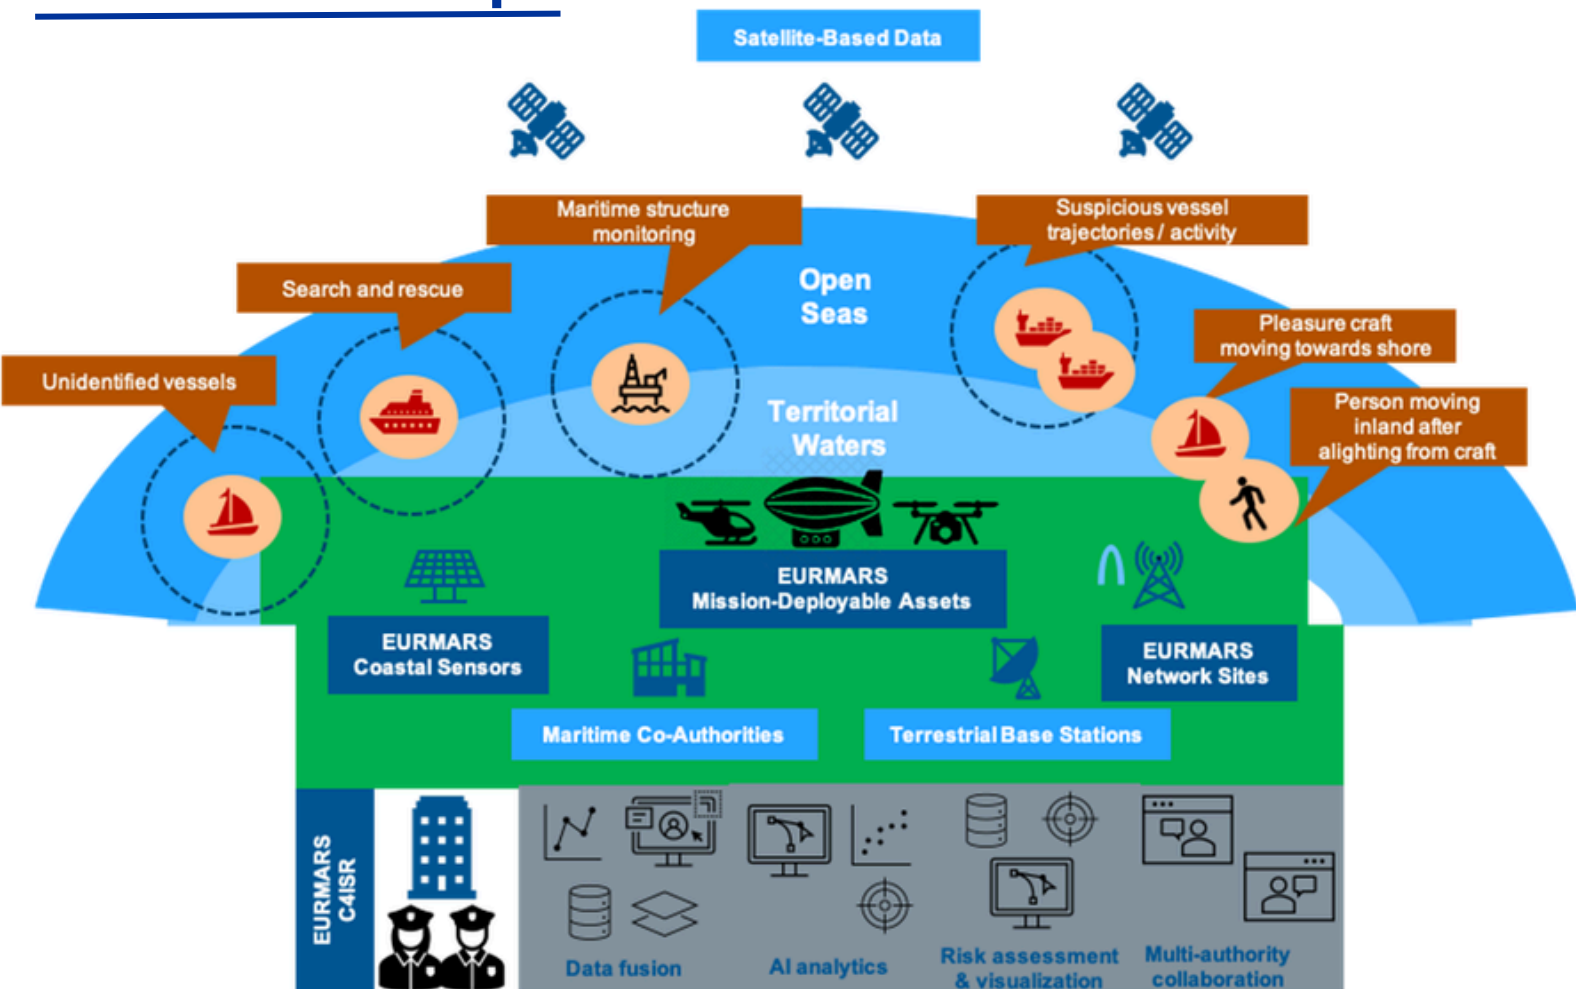 Satellite-Based Data
Maritime structure
monitoring
Suspicious vessel
trajectories / activity
Search and rescue
Open
Seas
Pleasure craft
moving towards shore
Unidentified vessels
Territorial
Waters
Person moving
inland after
alighting from craft
EURMARS
Mission-Deployable Assets
EURMARS
Coastal Sensors
EURMARS
Network Sites
Maritime Co-Authorities
Terrestrial Base Stations
EURMARS
C4ISR
Data fusion
AI analytics
Risk assessment
& visualization
Multi-authority
collaboration